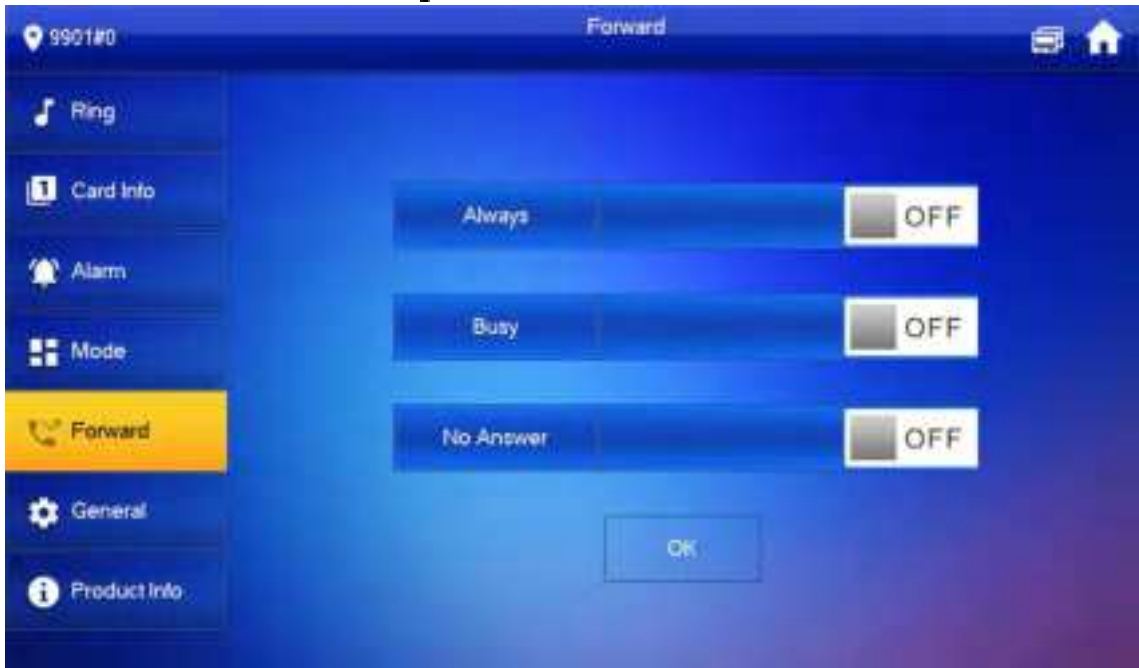 9901#0
Forward
Ring
Card Info
Alarm
Mode
Forward
General
Product Info
Always
OFF
Busy
OFF
No Answer
OFF
OK